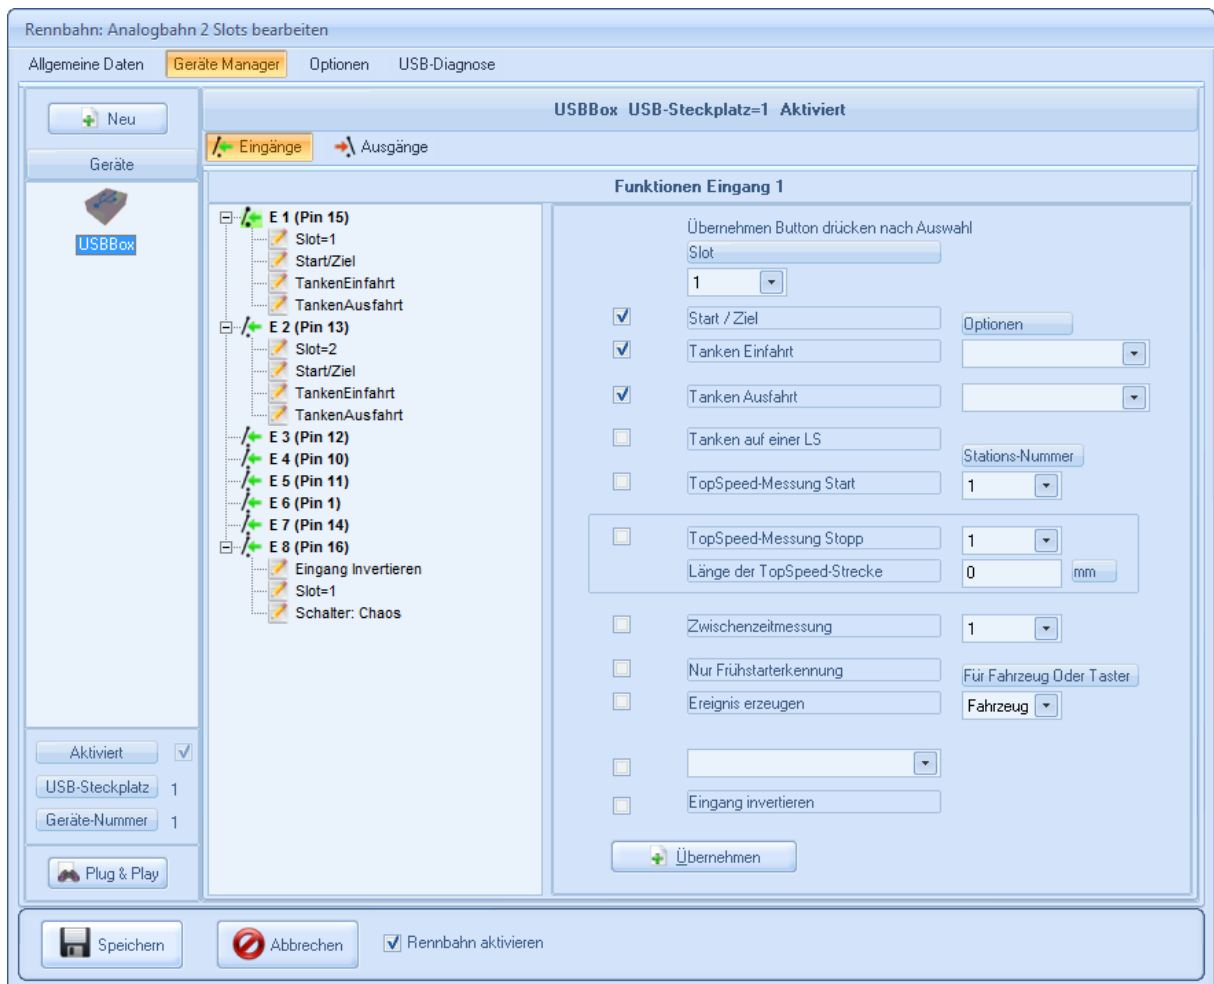 Rennbahn: Analogbahn 2 Slots bearbeiten
Allgemeine Daten Geräte Manager Optionen USB-Diagnose
Neu
Geräte
USBBox
USBBox USB-Steckplatz=1 Aktiviert
Eingänge Ausgänge
Funktionen Eingang 1
E 1 (Pin 15)
Slot=1
Start/Ziel
TankenEinfahrt
TankenAusfahrt
E 2 (Pin 13)
Slot=2
Start/Ziel
TankenEinfahrt
TankenAusfahrt
E 3 (Pin 12)
E 4 (Pin 10)
E 5 (Pin 11)
E 6 (Pin 1)
E 7 (Pin 14)
E 8 (Pin 16)
Eingang Invertieren
Slot=1
Schalter: Chaos
Übernehmen Button drücken nach Auswahl
Slot
1
Start / Ziel Optionen
Tanken Einfahrt
Tanken Ausfahrt
Tanken auf einer LS
Stations-Nummer
TopSpeed-Messung Start 1
TopSpeed-Messung Stopp 1
Länge der TopSpeed-Strecke 0 mm
Zwischenzeitmessung 1
Nur Frühstarterkennung Für Fahrzeug Oder Taster
Ereignis erzeugen Fahrzeug
Eingang invertieren
Übernehmen
Aktiviert
USB-Steckplatz 1
Geräte-Nummer 1
Plug & Play
Speichern Abbrechen Rennbahn aktivieren